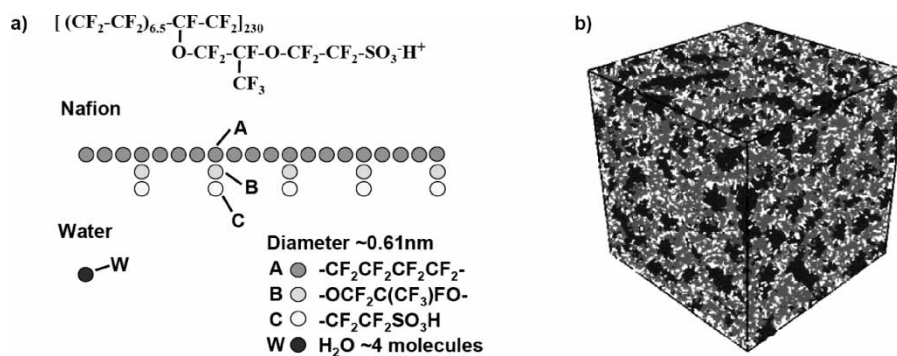 a) [ (CF₂-CF₂)₆.₅-CF-CF₂]₂₃₀
b)
O-CF₂-CF-O-CF₂-CF₂-SO₃⁻H⁺
CF₃
Nafion
A
B
C
Water
W
Diameter ~0.61nm
A -CF₂CF₂CF₂CF₂-
B -OCF₂C(CF₃)FO-
C -CF₂CF₂SO₃H
W H₂O ~4 molecules